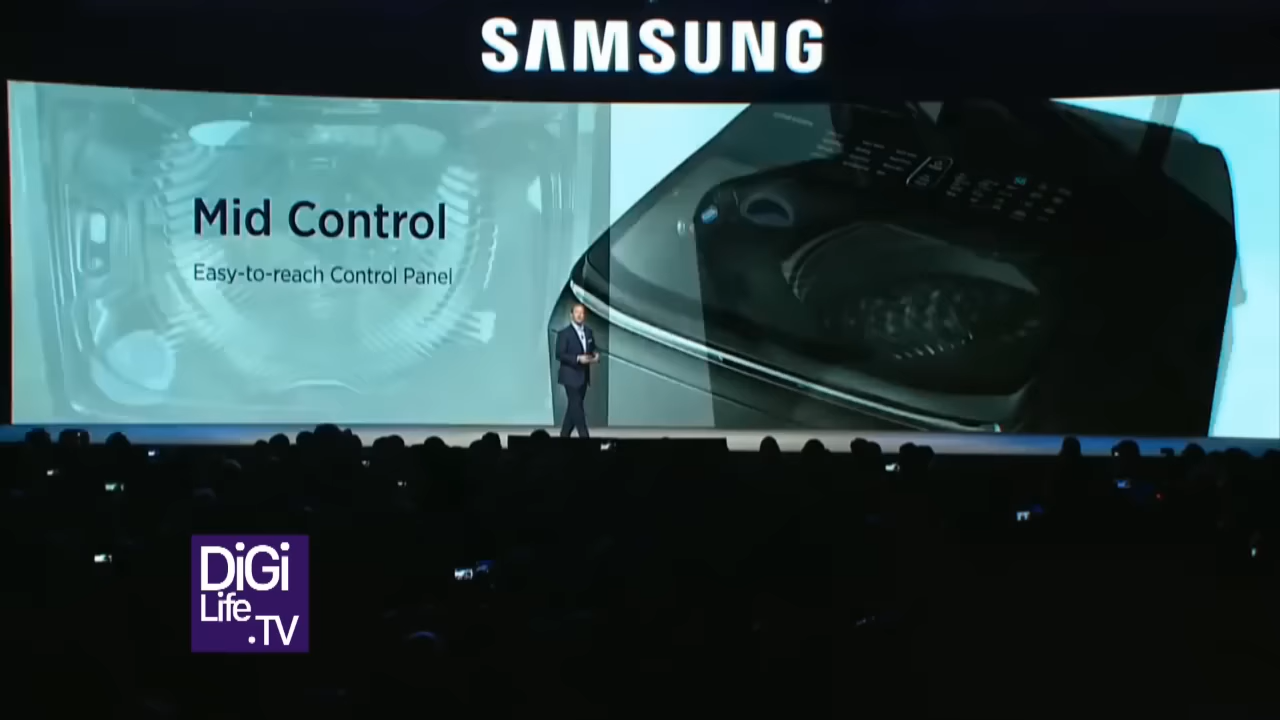 SAMSUNG
Mid Control
Easy-to-reach Control Panel
DiGi
Life
.TV